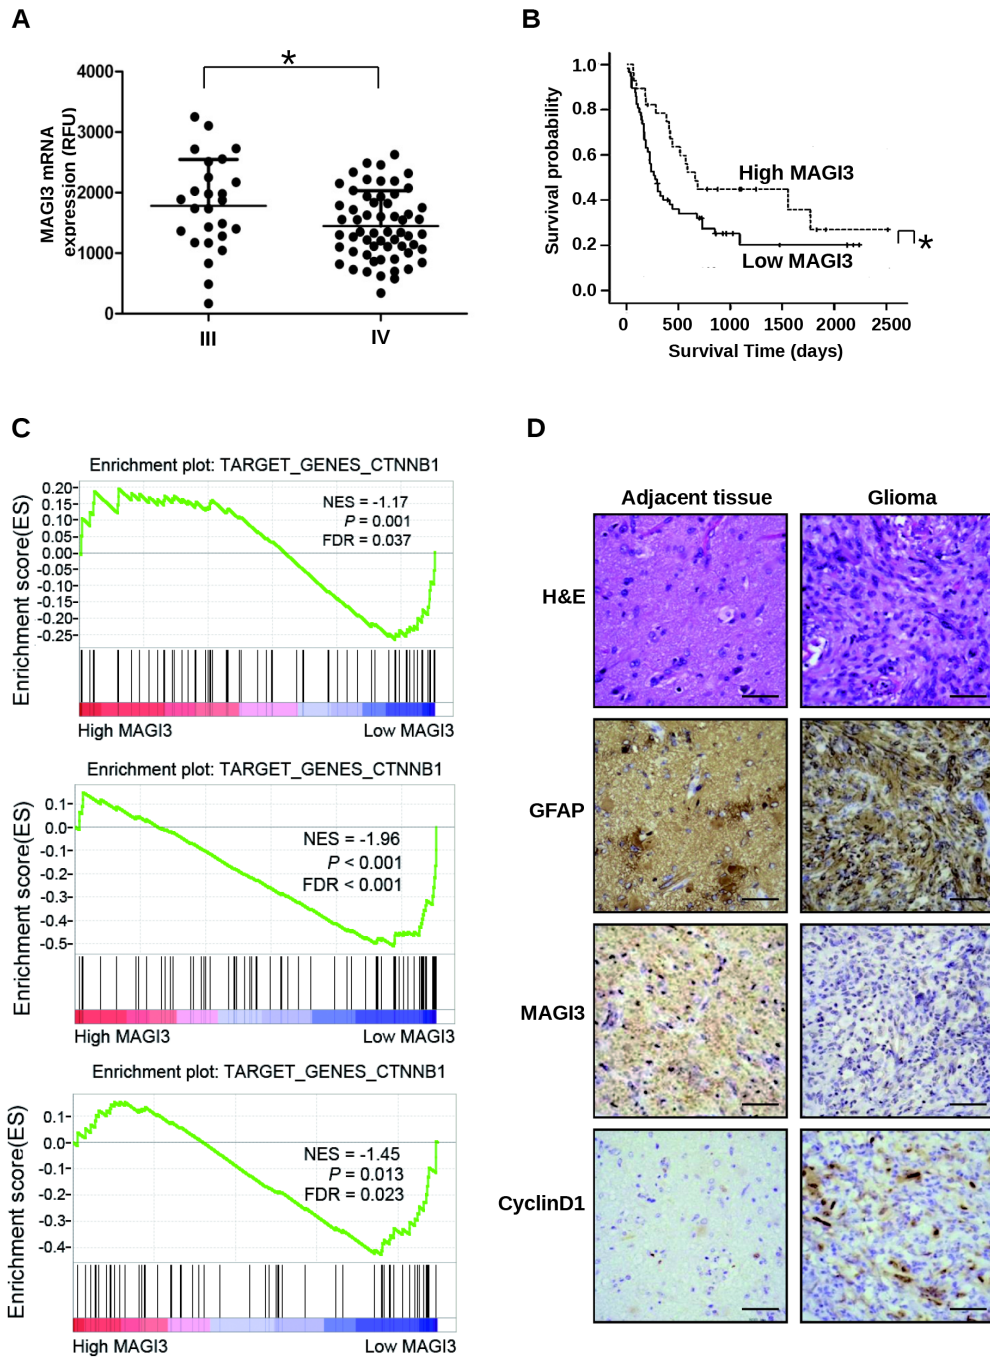 A
*
4000
3000
2000
1000
0
MAGI3 mRNA
expression (RFU)
III
IV
B
1.0
0.8
0.6
0.4
0.2
0.0
Survival probability
High MAGI3
Low MAGI3
*
0
500
1000
1500
2000
2500
Survival Time (days)
C
Enrichment plot: TARGET_GENES_CTNNB1
Enrichment score(ES)
0.20
0.15
0.10
0.05
0.00
-0.05
-0.10
-0.15
-0.20
-0.25
NES = -1.17
P = 0.001
FDR = 0.037
High MAGI3
Low MAGI3
Enrichment plot: TARGET_GENES_CTNNB1
Enrichment score(ES)
0.1
0.0
-0.1
-0.2
-0.3
-0.4
-0.5
NES = -1.96
P < 0.001
FDR < 0.001
High MAGI3
Low MAGI3
Enrichment plot: TARGET_GENES_CTNNB1
Enrichment score(ES)
0.1
0.0
-0.1
-0.2
-0.3
-0.4
NES = -1.45
P = 0.013
FDR = 0.023
High MAGI3
Low MAGI3
D
Adjacent tissue
Glioma
H&E
GFAP
MAGI3
CyclinD1